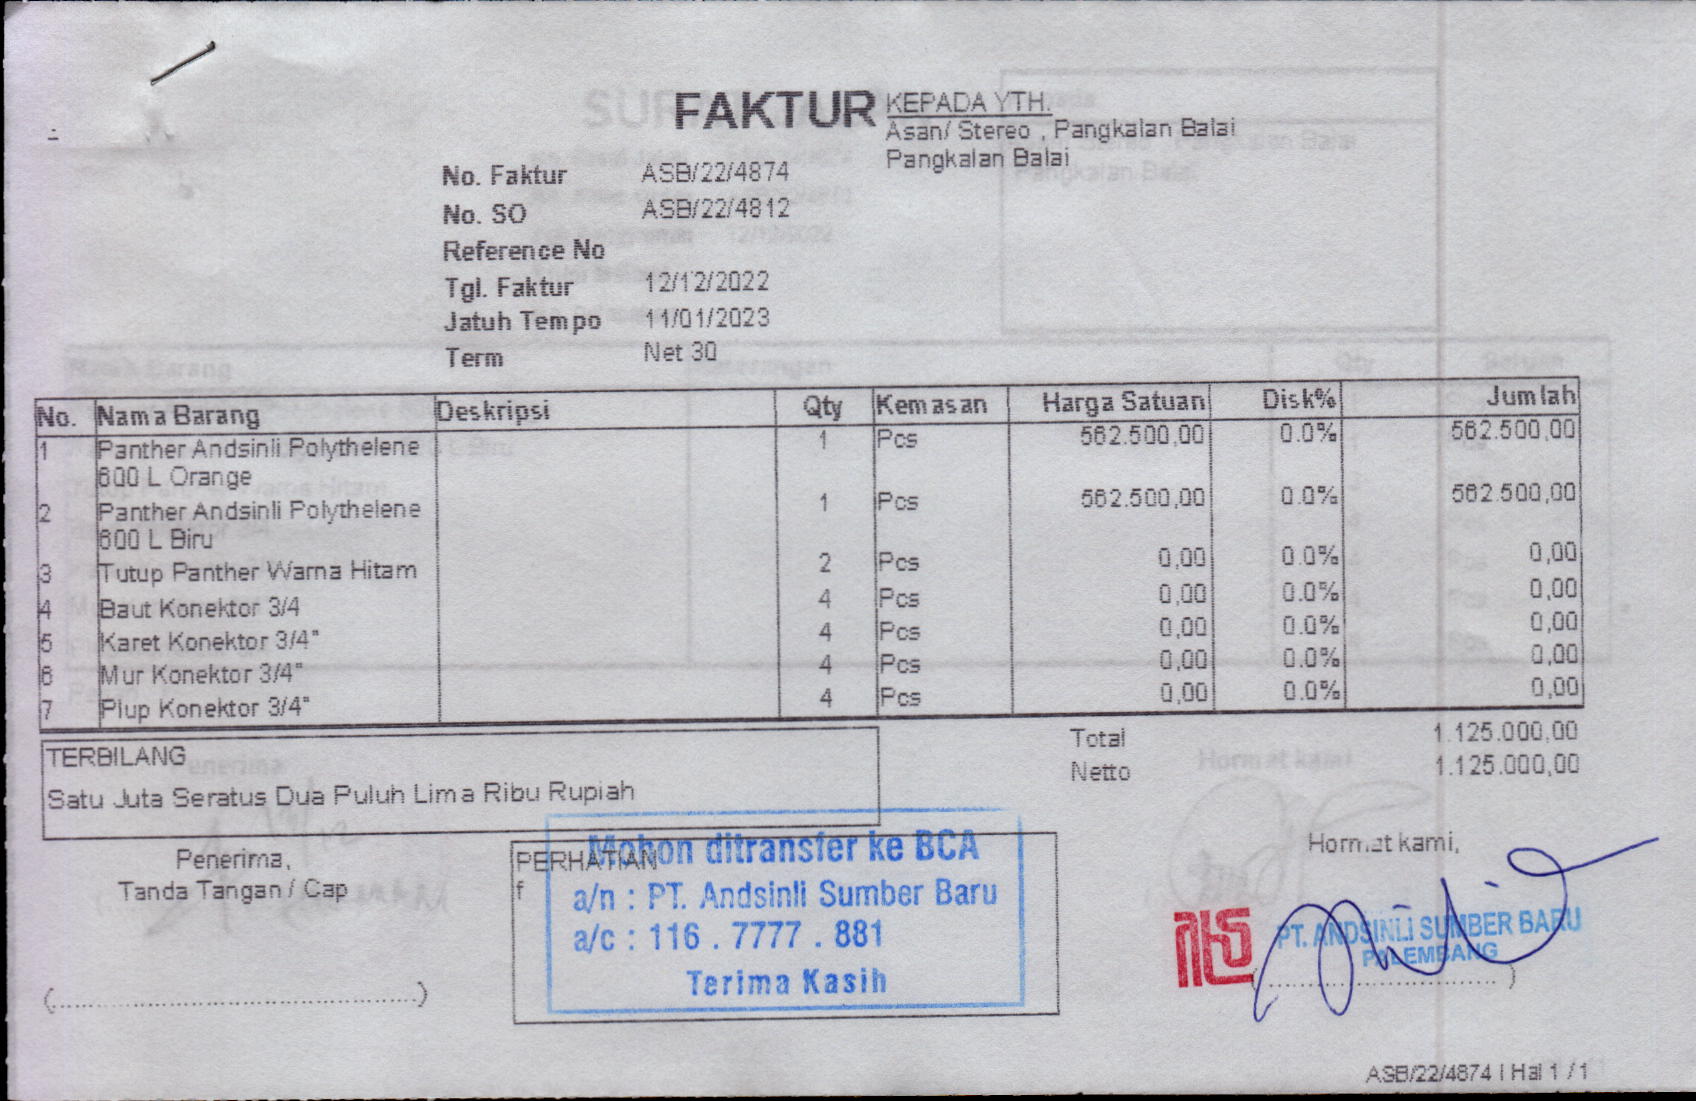 FAKTUR
KEPADA YTH.
Asan/ Stereo , Pangkalan Balai
Pangkalan Balai
No. Faktur ASB/22/4874
No. SO ASB/22/4812
Reference No
Tgl. Faktur 12/12/2022
Jatuh Tempo 11/01/2023
Term Net 30
No. Nama Barang Deskripsi Qty Kemasan Harga Satuan Disk% Jumlah
1 Panther Andsinli Polythelene 1 Pcs 562.500,00 0.0% 562.500,00
600 L Orange
2 Panther Andsinli Polythelene 1 Pcs 562.500,00 0.0% 562.500,00
600 L Biru
3 Tutup Panther Warna Hitam 2 Pcs 0,00 0.0% 0,00
4 Baut Konektor 3/4 4 Pcs 0,00 0.0% 0,00
5 Karet Konektor 3/4" 4 Pcs 0,00 0.0% 0,00
6 Mur Konektor 3/4" 4 Pcs 0,00 0.0% 0,00
7 Plup Konektor 3/4" 4 Pcs 0,00 0.0% 0,00
Total 1.125.000,00
Netto 1.125.000,00
TERBILANG
Satu Juta Seratus Dua Puluh Lima Ribu Rupiah
Penerima,
Tanda Tangan / Cap
(........................................................)
PERHATIAN
f
Mohon ditransfer ke BCA
a/n : PT. Andsinli Sumber Baru
a/c : 116 . 7777 . 881
Terima Kasih
Hormat kami,
PT. ANDSINLI SUMBER BARU
PALEMBANG
(....................................)
ASB/22/4874 | Hal 1 / 1